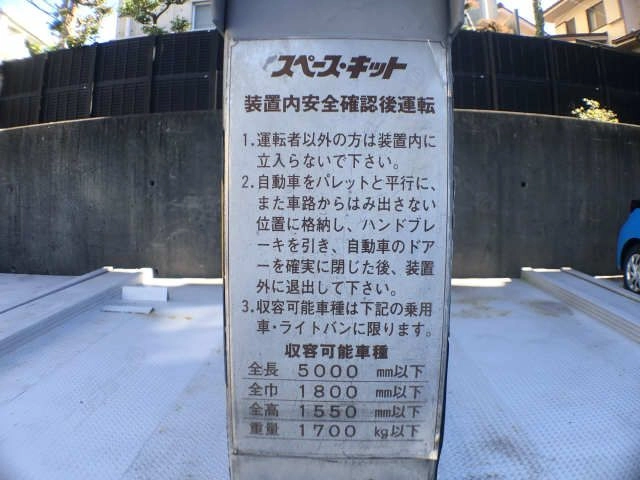 スペース・キット
装置内安全確認後運転
1.運転者以外の方は装置内に
立入らないで下さい。
2.自動車をパレットと平行に、
また車路からはみ出さない
位置に格納し、ハンドブレ
ーキを引き、自動車のドア
ーを確実に閉じた後、装置
外に退出して下さい。
3.収容可能車種は下記の乗用
車・ライトバンに限ります。
収容可能車種
全長 5000 mm以下
全巾 1800 mm以下
全高 1550 mm以下
重量 1700 kg以下